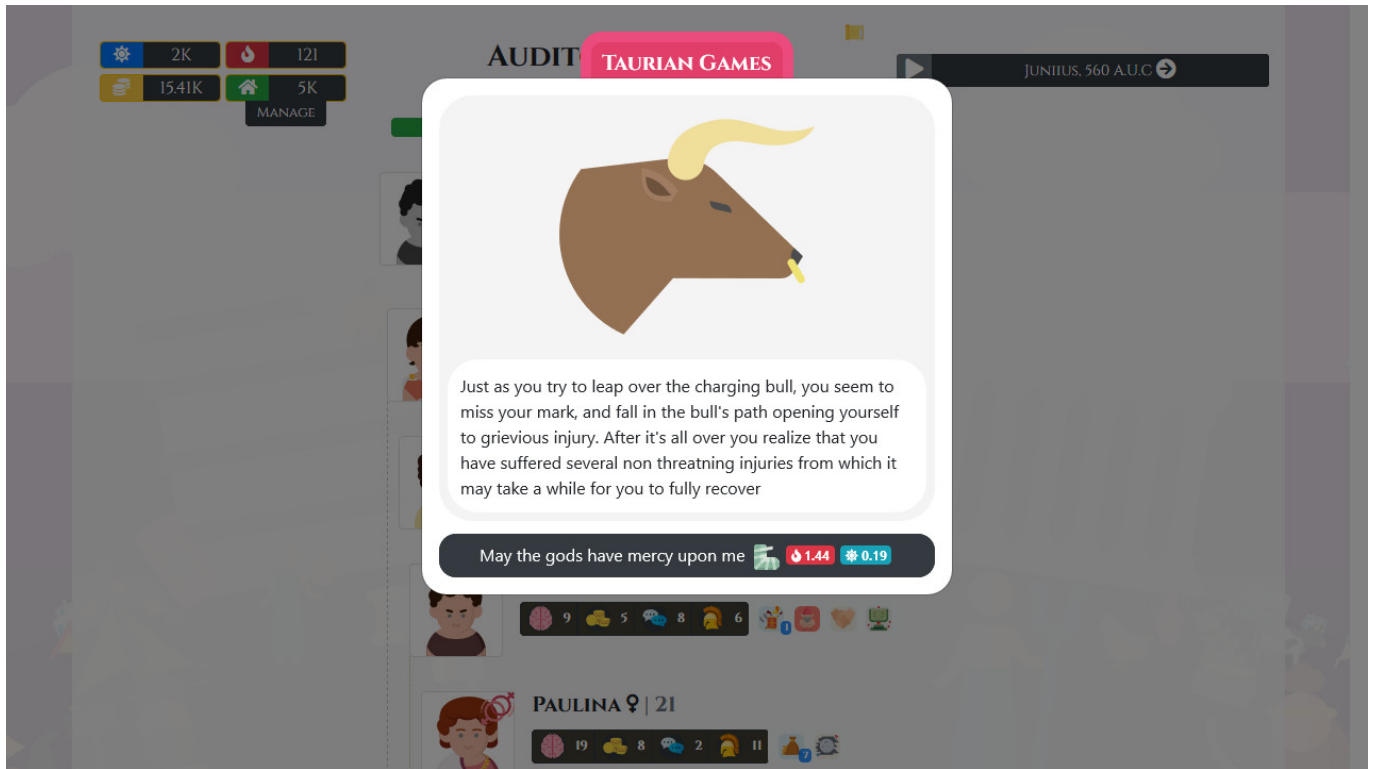 2K
121
15.41K
5K
Manage
Audit
Taurian Games
Juniius, 560 A.U.C
Just as you try to leap over the charging bull, you seem to
miss your mark, and fall in the bull's path opening yourself
to grievious injury. After it's all over you realize that you
have suffered several non threatning injuries from which it
may take a while for you to fully recover
May the gods have mercy upon me 1.44 0.19
9 5 8 6 0
Paulina ♀ | 21
19 8 2 11 7